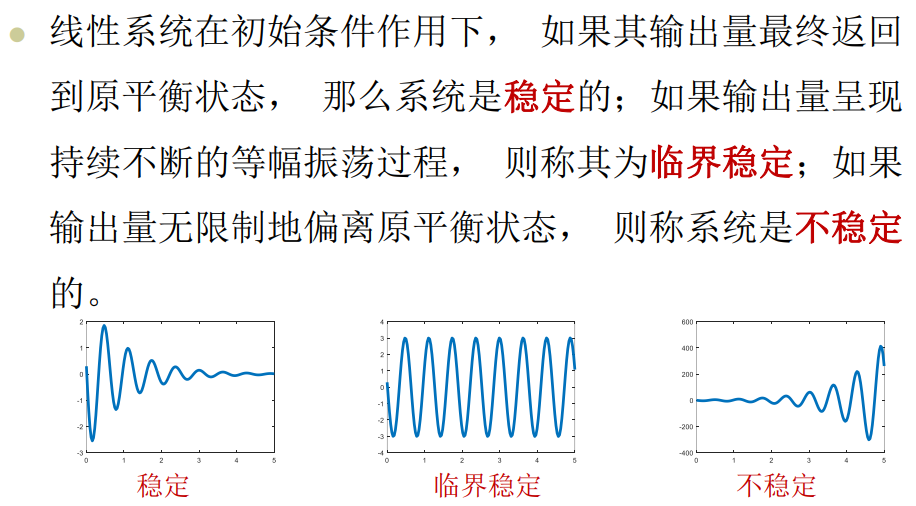 线性系统在初始条件作用下， 如果其输出量最终返回
到原平衡状态， 那么系统是稳定的；如果输出量呈现
持续不断的等幅振荡过程， 则称其为临界稳定；如果
输出量无限制地偏离原平衡状态， 则称系统是不稳定
的。
2
1
0
-1
-2
-3
0 1 2 3 4 5
4
3
2
1
0
-1
-2
-3
-4
0 1 2 3 4 5
600
400
200
0
-200
-400
0 1 2 3 4 5
稳定 临界稳定 不稳定